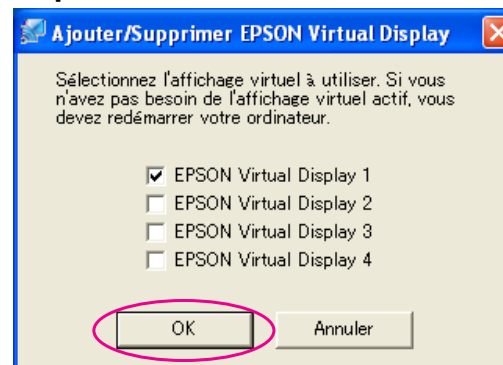 Ajouter/Supprimer EPSON Virtual Display
Sélectionnez l'affichage virtuel à utiliser. Si vous
n'avez pas besoin de l'affichage virtuel actif, vous
devez redémarrer votre ordinateur.
EPSON Virtual Display 1
EPSON Virtual Display 2
EPSON Virtual Display 3
EPSON Virtual Display 4
OK Annuler